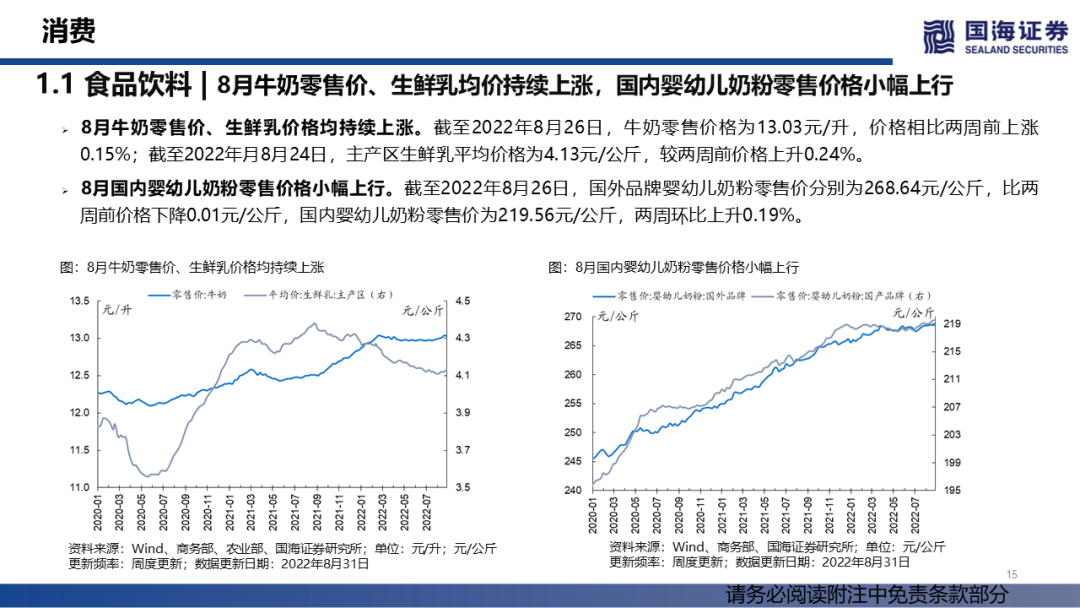 消费
国海证券
SEALAND SECURITIES
1.1 食品饮料 | 8月牛奶零售价、生鲜乳均价持续上涨，国内婴幼儿奶粉零售价格小幅上行
8月牛奶零售价、生鲜乳价格均持续上涨。截至2022年8月26日，牛奶零售价格为13.03元/升，价格相比两周前上涨
0.15%；截至2022年月8月24日，主产区生鲜乳平均价格为4.13元/公斤，较两周前价格上升0.24%。
8月国内婴幼儿奶粉零售价格小幅上行。截至2022年8月26日，国外品牌婴幼儿奶粉零售价分别为268.64元/公斤，比两
周前价格下降0.01元/公斤，国内婴幼儿奶粉零售价为219.56元/公斤，两周环比上升0.19%。
图：8月牛奶零售价、生鲜乳价格均持续上涨
零售价:牛奶 平均价:生鲜乳:主产区（右）
元/升 元/公斤
13.5
13.0
12.5
12.0
11.5
11.0
4.5
4.3
4.1
3.9
3.7
3.5
2020-01 2020-03 2020-05 2020-07 2020-09 2020-11 2021-01 2021-03 2021-05 2021-07 2021-09 2021-11 2022-01 2022-03 2022-05 2022-07
资料来源：Wind、商务部、农业部、国海证券研究所；单位：元/升；元/公斤
更新频率：周度更新；数据更新日期：2022年8月31日
图：8月国内婴幼儿奶粉零售价格小幅上行
零售价:婴幼儿奶粉:国外品牌 零售价:婴幼儿奶粉:国产品牌（右）
元/公斤 元/公斤
270
265
260
255
250
245
240
219
215
211
207
203
199
195
2020-01 2020-03 2020-05 2020-07 2020-09 2020-11 2021-01 2021-03 2021-05 2021-07 2021-09 2021-11 2022-01 2022-03 2022-05 2022-07
资料来源：Wind、商务部、国海证券研究所；单位：元/公斤
更新频率：周度更新；数据更新日期：2022年8月31日
15
请务必阅读附注中免责条款部分